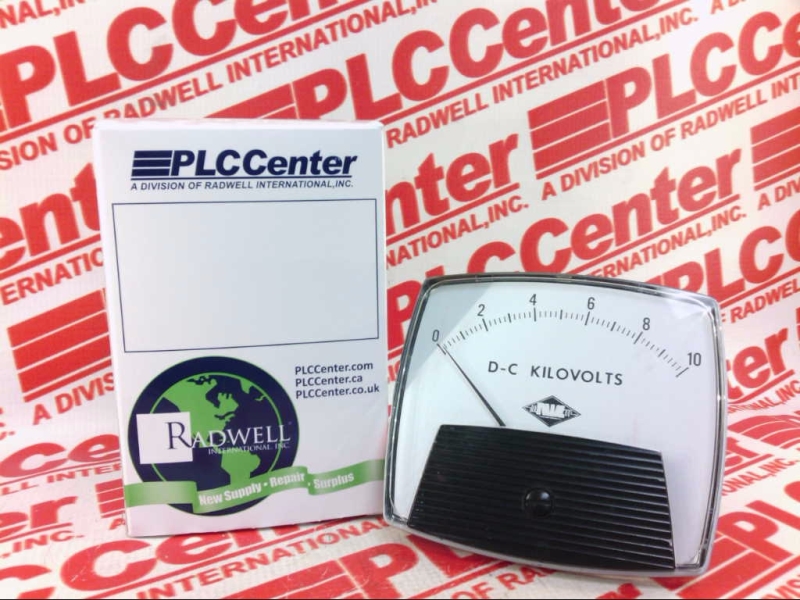 PLCCenter
A DIVISION OF RADWELL INTERNATIONAL,INC.
PLCCenter.com
PLCCenter.ca
PLCCenter.co.uk
RADWELL
INTERNATIONAL, INC.
New Supply • Repair • Surplus
0 2 4 6 8 10
D-C KILOVOLTS
PLCCenter
A DIVISION OF RADWELL INTERNATIONAL,INC.